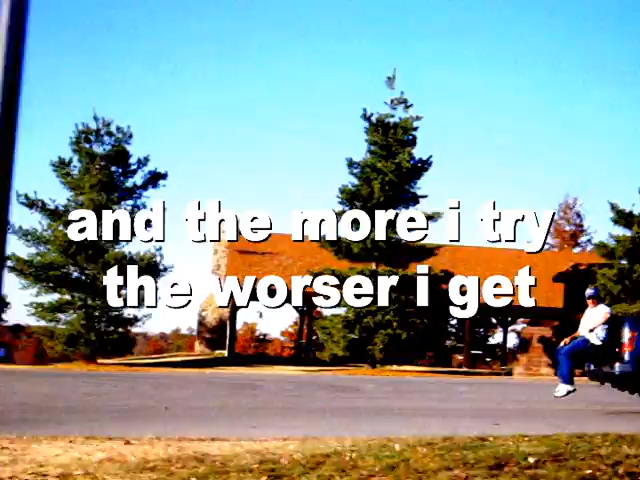 and the more i try
the worser i get